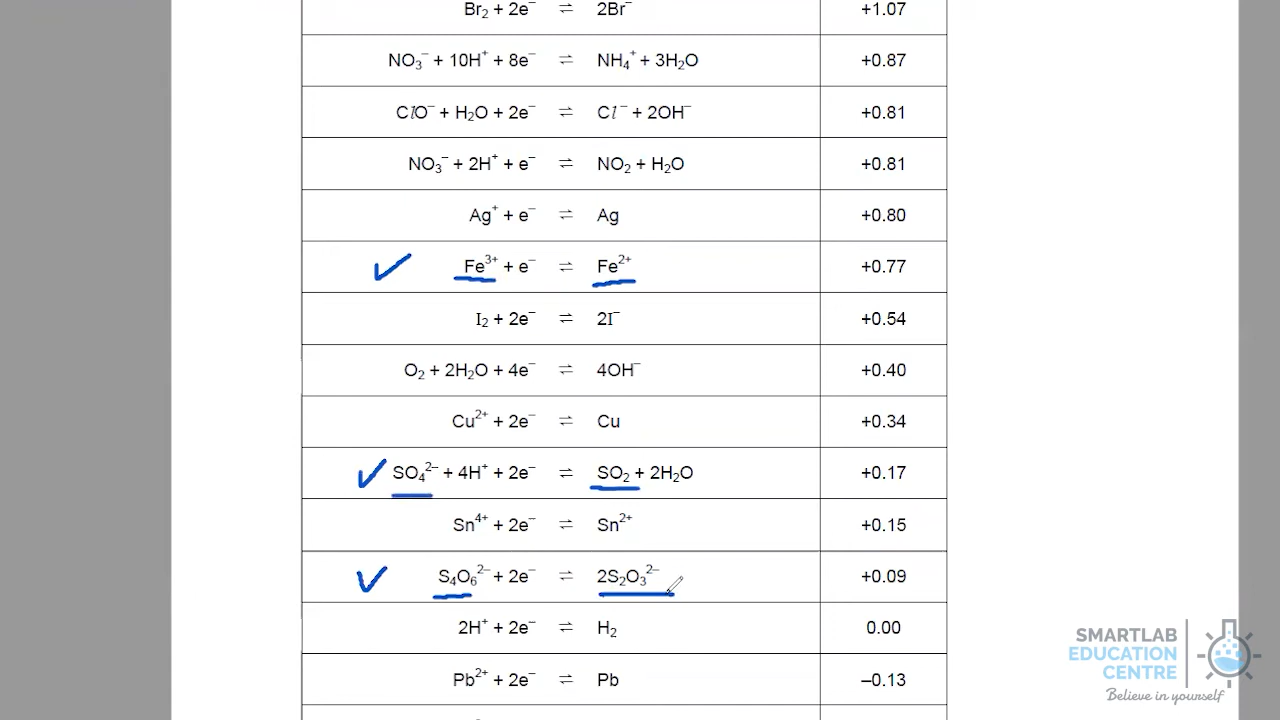 Br₂ + 2e⁻ ⇌ 2Br⁻ +1.07
NO₃⁻ + 10H⁺ + 8e⁻ ⇌ NH₄⁺ + 3H₂O +0.87
ClO⁻ + H₂O + 2e⁻ ⇌ Cl⁻ + 2OH⁻ +0.81
NO₃⁻ + 2H⁺ + e⁻ ⇌ NO₂ + H₂O +0.81
Ag⁺ + e⁻ ⇌ Ag +0.80
Fe³⁺ + e⁻ ⇌ Fe²⁺ +0.77
I₂ + 2e⁻ ⇌ 2I⁻ +0.54
O₂ + 2H₂O + 4e⁻ ⇌ 4OH⁻ +0.40
Cu²⁺ + 2e⁻ ⇌ Cu +0.34
SO₄²⁻ + 4H⁺ + 2e⁻ ⇌ SO₂ + 2H₂O +0.17
Sn⁴⁺ + 2e⁻ ⇌ Sn²⁺ +0.15
S₄O₆²⁻ + 2e⁻ ⇌ 2S₂O₃²⁻ +0.09
2H⁺ + 2e⁻ ⇌ H₂ 0.00
Pb²⁺ + 2e⁻ ⇌ Pb –0.13
SMARTLAB
EDUCATION
CENTRE
Believe in yourself